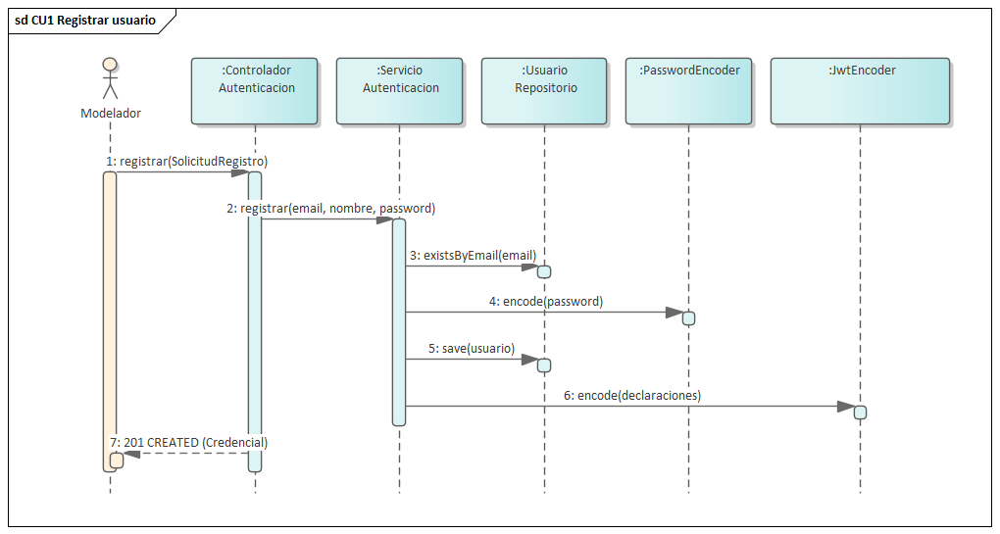 sd CU1 Registrar usuario
Modelador
:Controlador
Autenticacion
:Servicio
Autenticacion
:Usuario
Repositorio
:PasswordEncoder
:JwtEncoder
1: registrar(SolicitudRegistro)
2: registrar(email, nombre, password)
3: existsByEmail(email)
4: encode(password)
5: save(usuario)
6: encode(declaraciones)
7: 201 CREATED (Credencial)